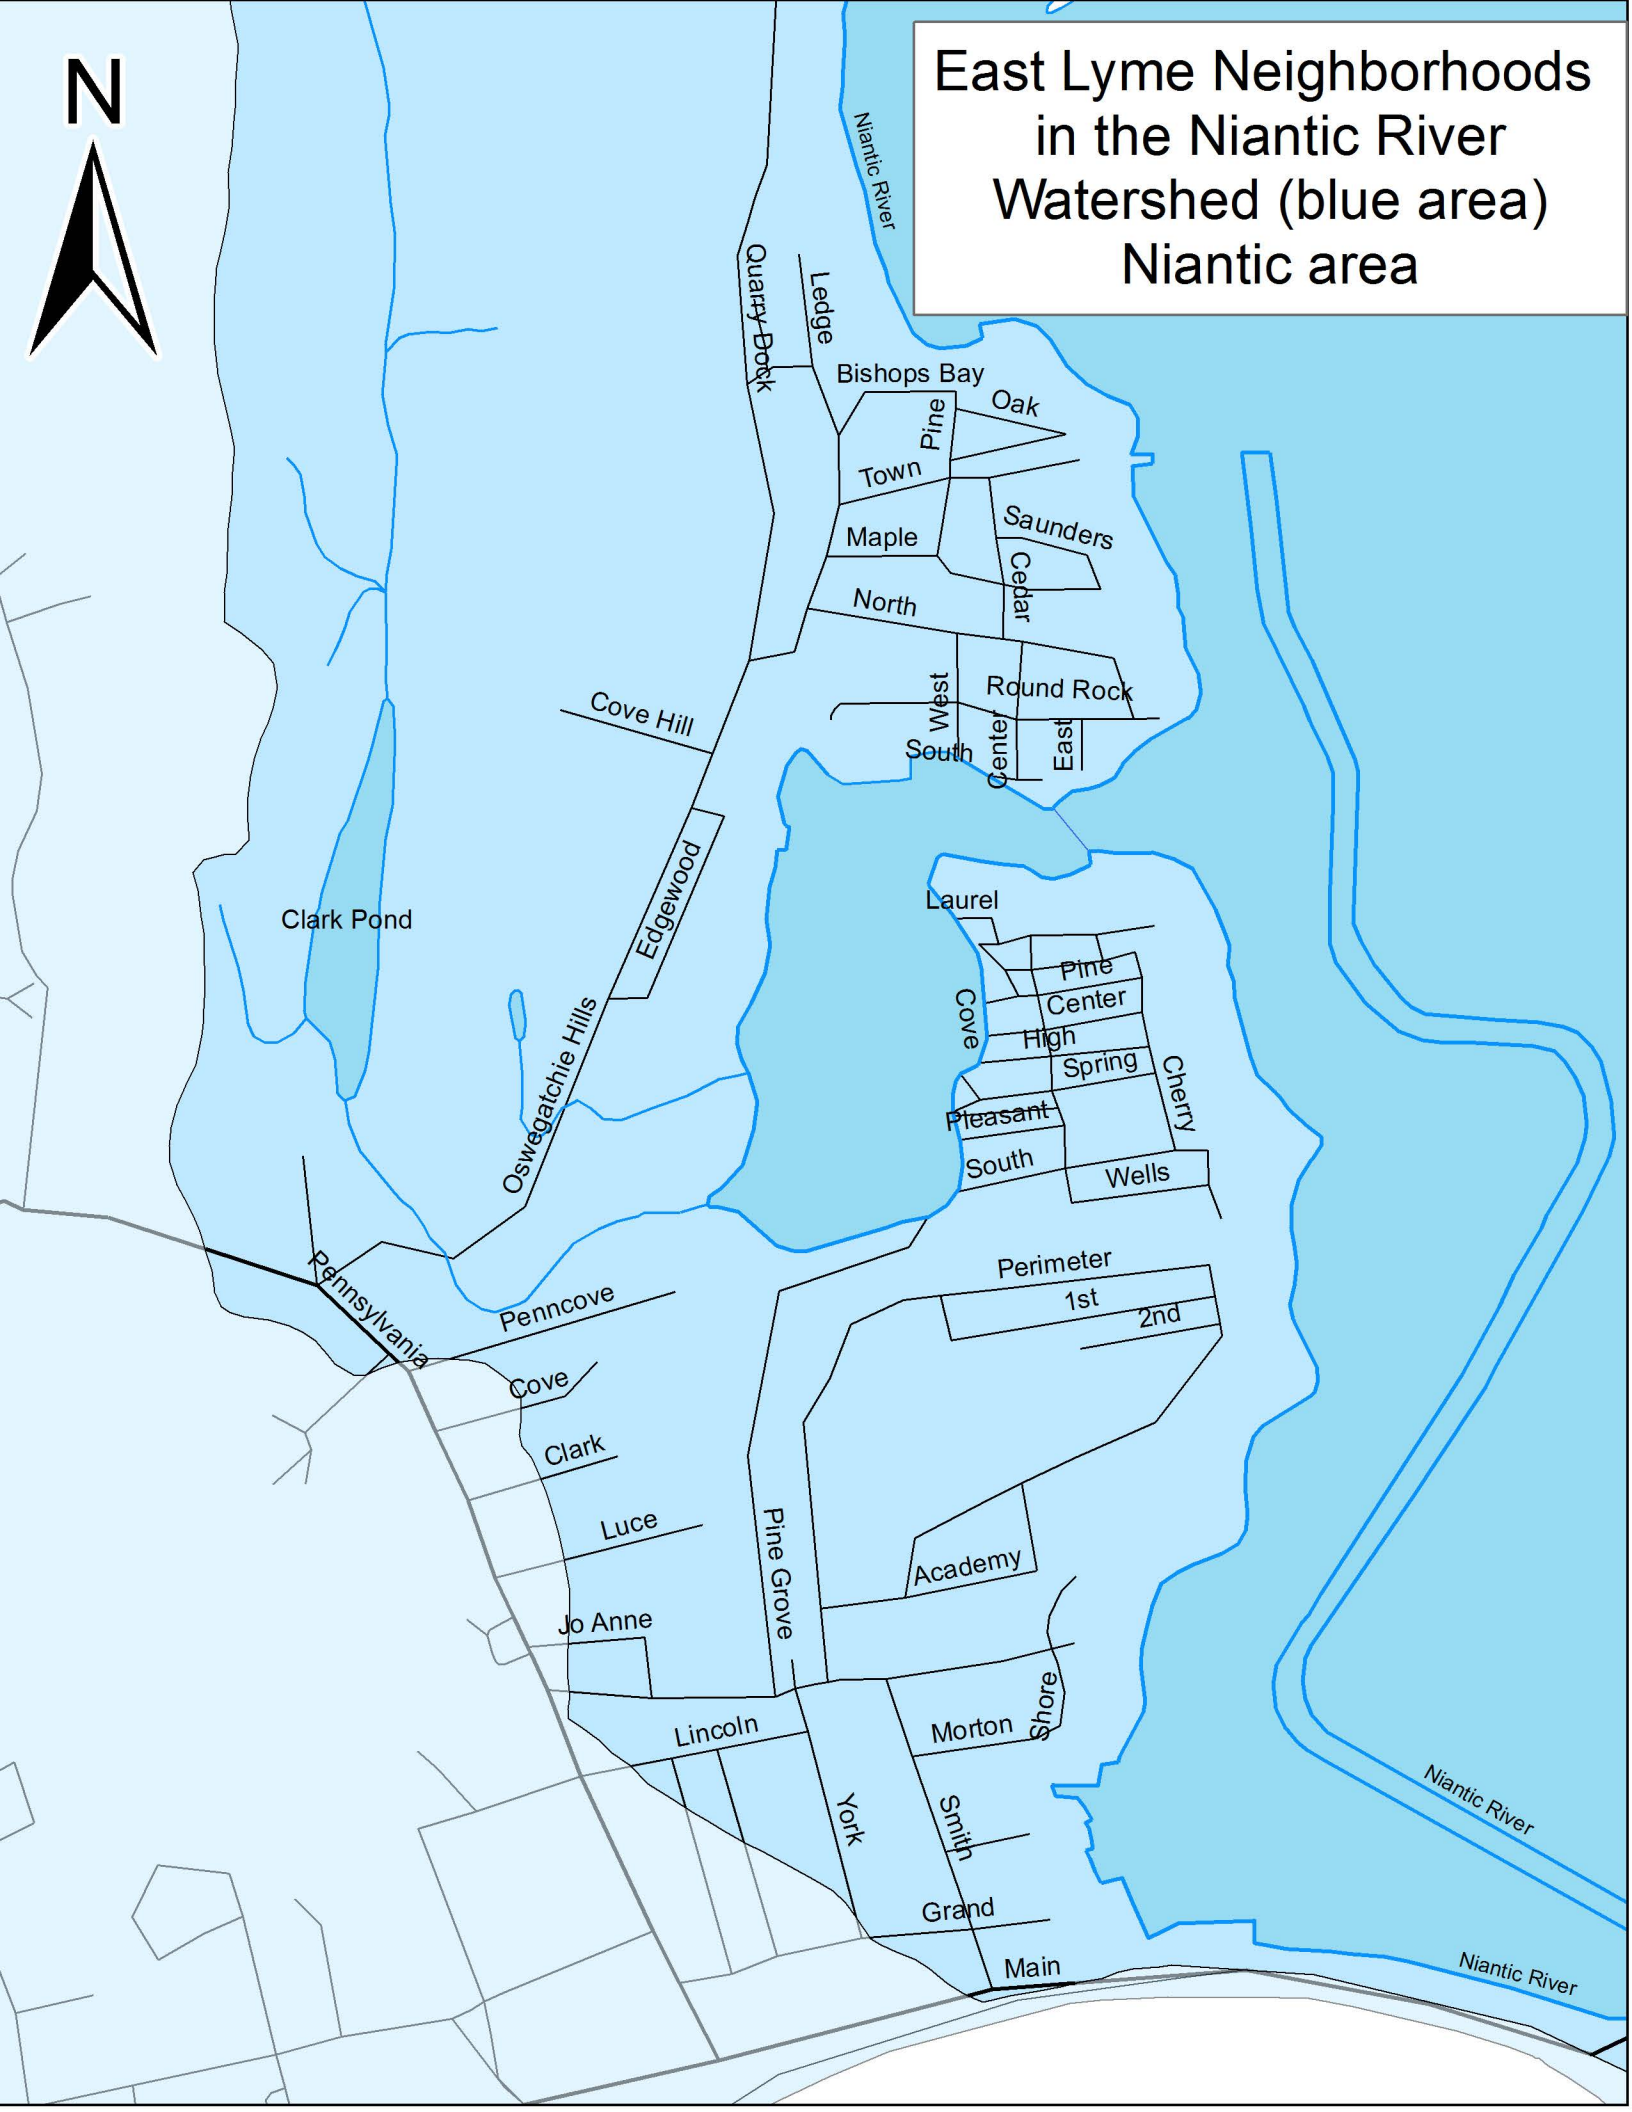 N
East Lyme Neighborhoods
in the Niantic River
Watershed (blue area)
Niantic area
Niantic River
Quarry Dock
Ledge
Bishops Bay
Oak
Pine
Town
Saunders
Maple
Cedar
North
Round Rock
West
Cove Hill
Center
East
South
Edgewood
Laurel
Clark Pond
Pine
Center
Cove
High
Spring
Cherry
Oswegatchie Hills
Pleasant
South
Wells
Perimeter
1st
2nd
Pennsylvania
Penncove
Cove
Clark
Luce
Pine Grove
Academy
Jo Anne
Shore
Lincoln
Morton
York
Smith
Niantic River
Grand
Main
Niantic River